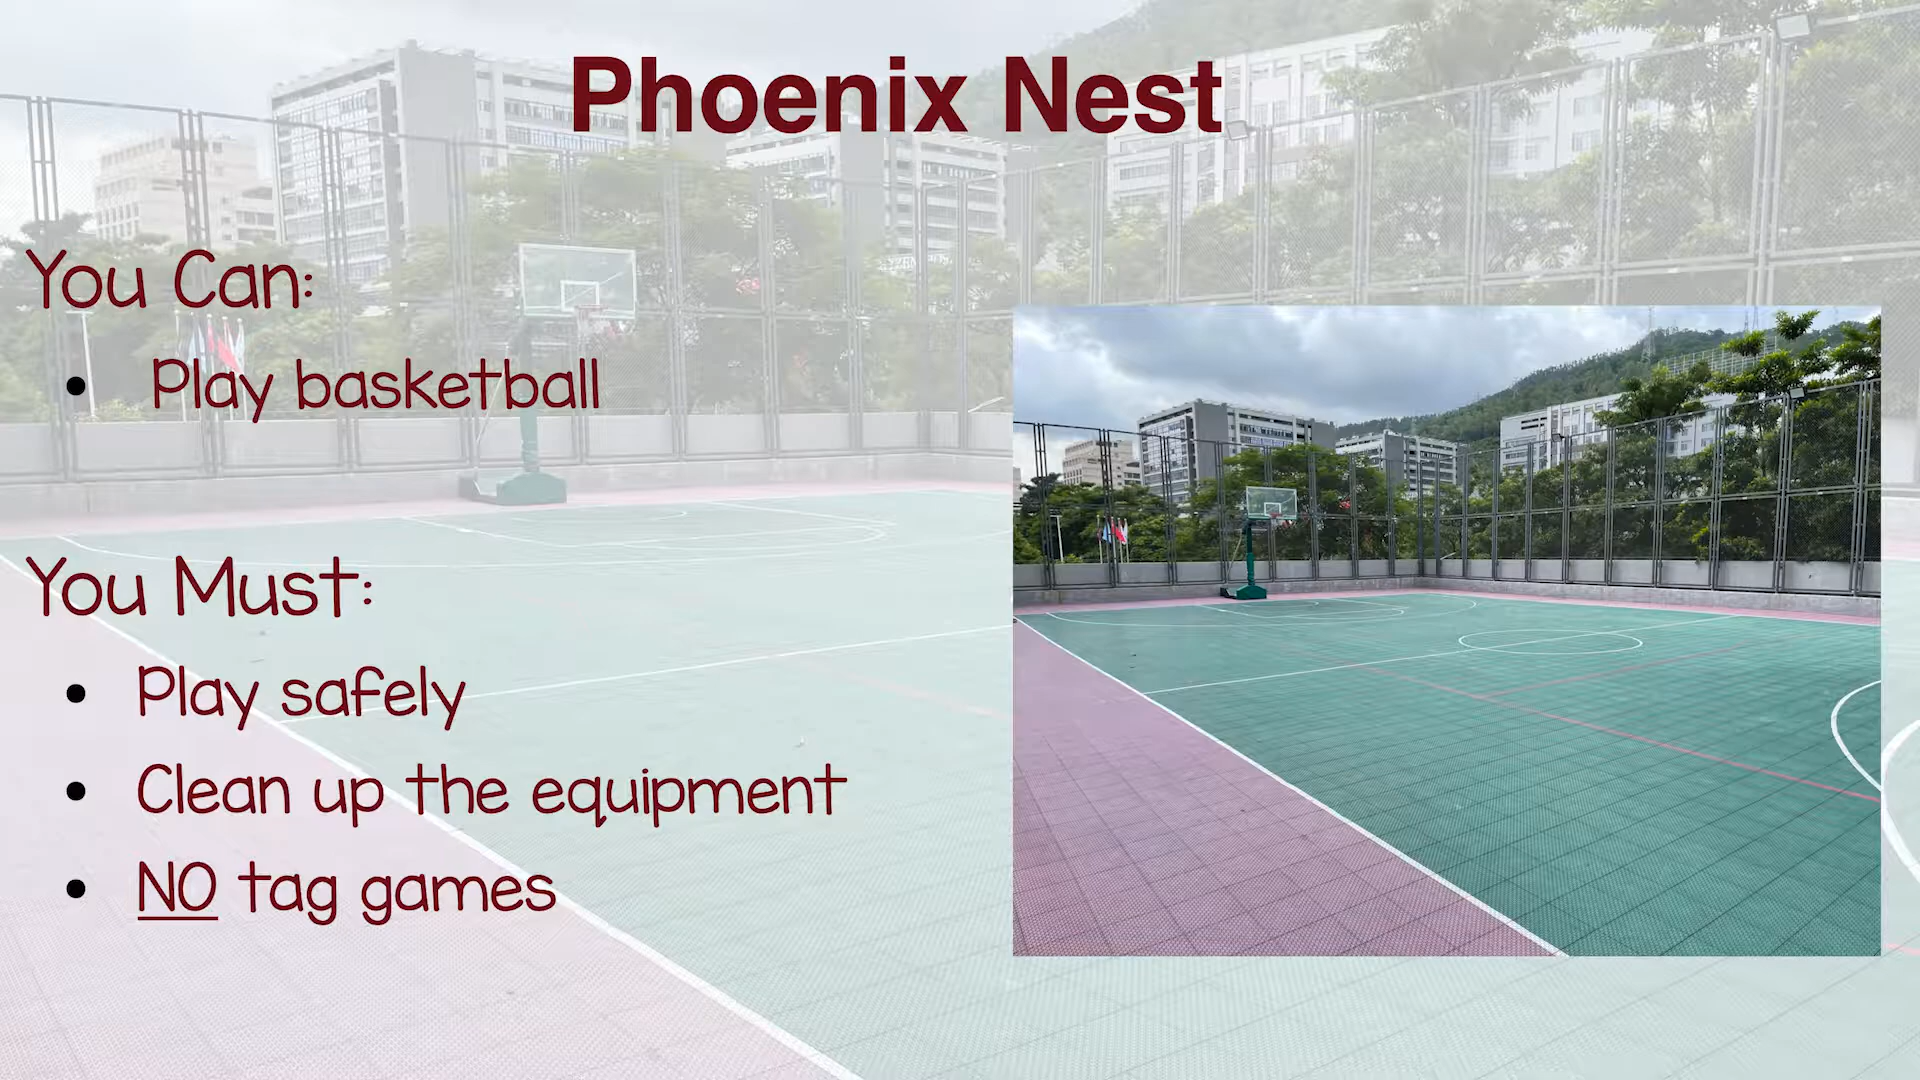 Phoenix Nest
You Can:
• Play basketball
You Must:
• Play safely
• Clean up the equipment
• NO tag games